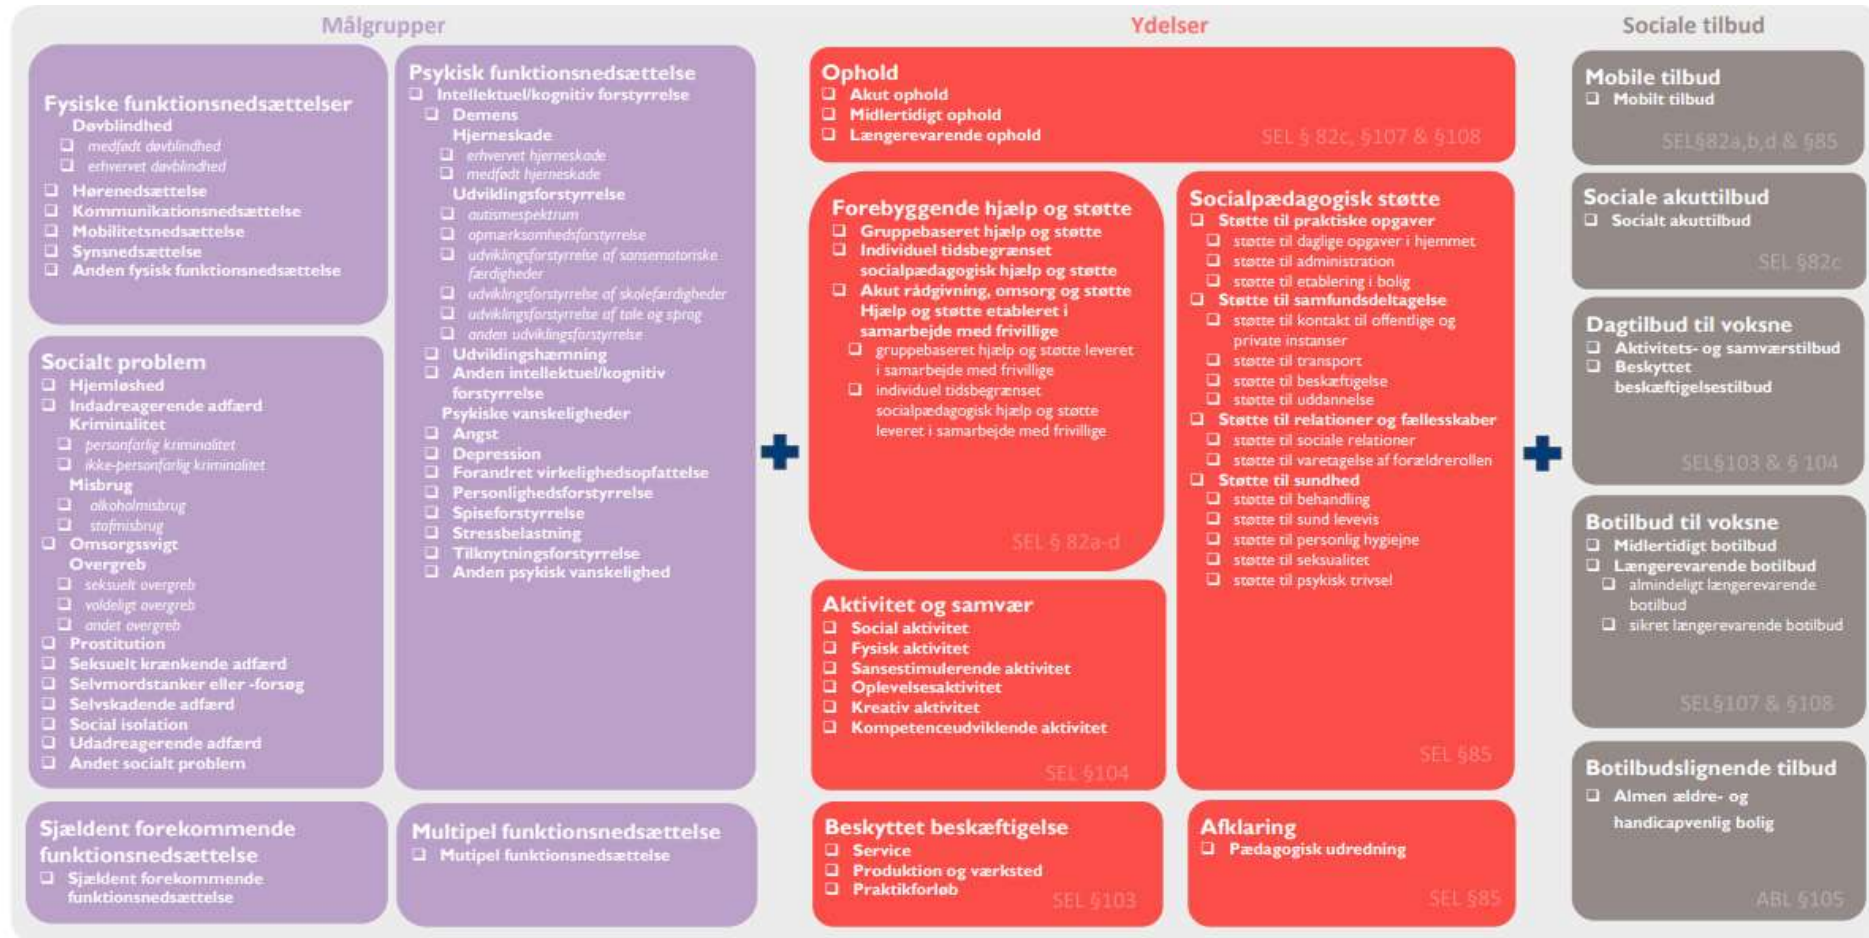 Målgrupper
Fysiske funktionsnedsættelser
Døvblindhed
medfødt døvblindhed
erhvervet døvblindhed
Hørenedsættelse
Kommunikationsnedsættelse
Mobilitetsnedsættelse
Synsnedsættelse
Anden fysisk funktionsnedsættelse
Socialt problem
Hjemløshed
Indadreagerende adfærd
Kriminalitet
personfarlig kriminalitet
ikke-personfarlig kriminalitet
Misbrug
alkoholmisbrug
stofmisbrug
Omsorgssvigt
Overgreb
seksuelt overgreb
voldeligt overgreb
andet overgreb
Prostitution
Seksuelt krænkende adfærd
Selvmordstanker eller -forsøg
Selvskadende adfærd
Social isolation
Udadreagerende adfærd
Andet socialt problem
Sjældent forekommende
funktionsnedsættelse
Sjældent forekommende
funktionsnedsættelse
Psykisk funktionsnedsættelse
Intellektuel/kognitiv forstyrrelse
Demens
Hjerneskade
erhvervet hjerneskade
medfødt hjerneskade
Udviklingsforstyrrelse
autismespektrum
opmærksomhedsforstyrrelse
udviklingsforstyrrelse af sansemotoriske
færdigheder
udviklingsforstyrrelse af skolefærdigheder
udviklingsforstyrrelse af tale og sprog
anden udviklingsforstyrrelse
Udviklingshæmning
Anden intellektuel/kognitiv
forstyrrelse
Psykiske vanskeligheder
Angst
Depression
Forandret virkelighedsopfattelse
Personlighedsforstyrrelse
Spiseforstyrrelse
Stressbelastning
Tilknytningsforstyrrelse
Anden psykisk vanskelighed
Multipel funktionsnedsættelse
Mutipel funktionsnedsættelse
Ydelser
Ophold
Akut ophold
Midlertidigt ophold
Længerevarende ophold
SEL § 82c, §107 & §108
Forebyggende hjælp og støtte
Gruppebaseret hjælp og støtte
Individuel tidsbegrænset
socialpædagogisk hjælp og støtte
Akut rådgivning, omsorg og støtte
Hjælp og støtte etableret i
samarbejde med frivillige
gruppebaseret hjælp og støtte leveret
i samarbejde med frivillige
individuel tidsbegrænset
socialpædagogisk hjælp og støtte
leveret i samarbejde med frivillige
SEL § 82a-d
Aktivitet og samvær
Social aktivitet
Fysisk aktivitet
Sansestimulerende aktivitet
Oplevelsesaktivitet
Kreativ aktivitet
Kompetenceudviklende aktivitet
SEL §104
Beskyttet beskæftigelse
Service
Produktion og værksted
Praktikforløb
SEL §103
Socialpædagogisk støtte
Støtte til praktiske opgaver
støtte til daglige opgaver i hjemmet
støtte til administration
støtte til etablering i bolig
Støtte til samfundsdeltagelse
støtte til kontakt til offentlige og
private instanser
støtte til transport
støtte til beskæftigelse
støtte til uddannelse
Støtte til relationer og fællesskaber
støtte til sociale relationer
støtte til varetagelse af forældrerollen
Støtte til sundhed
støtte til behandling
støtte til sund levevis
støtte til personlig hygiejne
støtte til seksualitet
støtte til psykisk trivsel
SEL §85
Afklaring
Pædagogisk udredning
SEL §85
Sociale tilbud
Mobile tilbud
Mobilt tilbud
SEL§82a,b,d & §85
Sociale akuttilbud
Socialt akuttilbud
SEL §82c
Dagtilbud til voksne
Aktivitets- og samværstilbud
Beskyttet
beskæftigelsestilbud
SEL§103 & § 104
Botilbud til voksne
Midlertidigt botilbud
Længerevarende botilbud
almindeligt længerevarende
botilbud
sikret længerevarende botilbud
SEL§107 & §108
Botilbudslignende tilbud
Almen ældre- og
handicapvenlig bolig
ABL §105